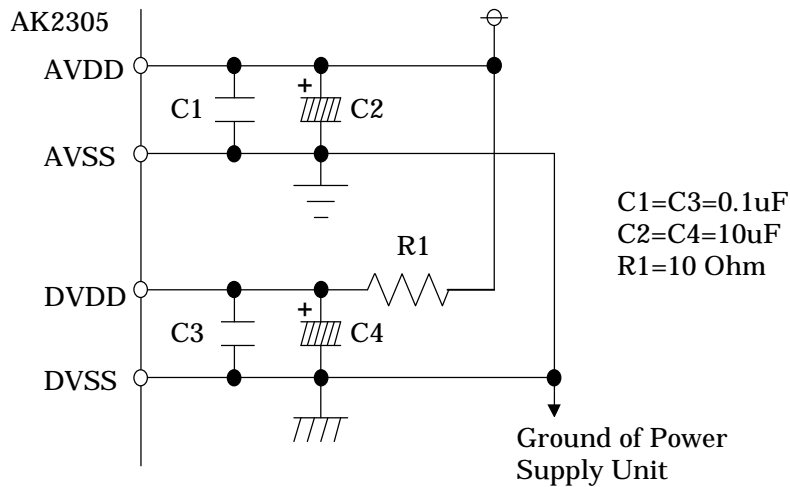 AK2305
AVDD
C1
+
C2
AVSS
C1=C3=0.1uF
C2=C4=10uF
R1=10 Ohm
R1
DVDD
C3
+
C4
DVSS
Ground of Power
Supply Unit